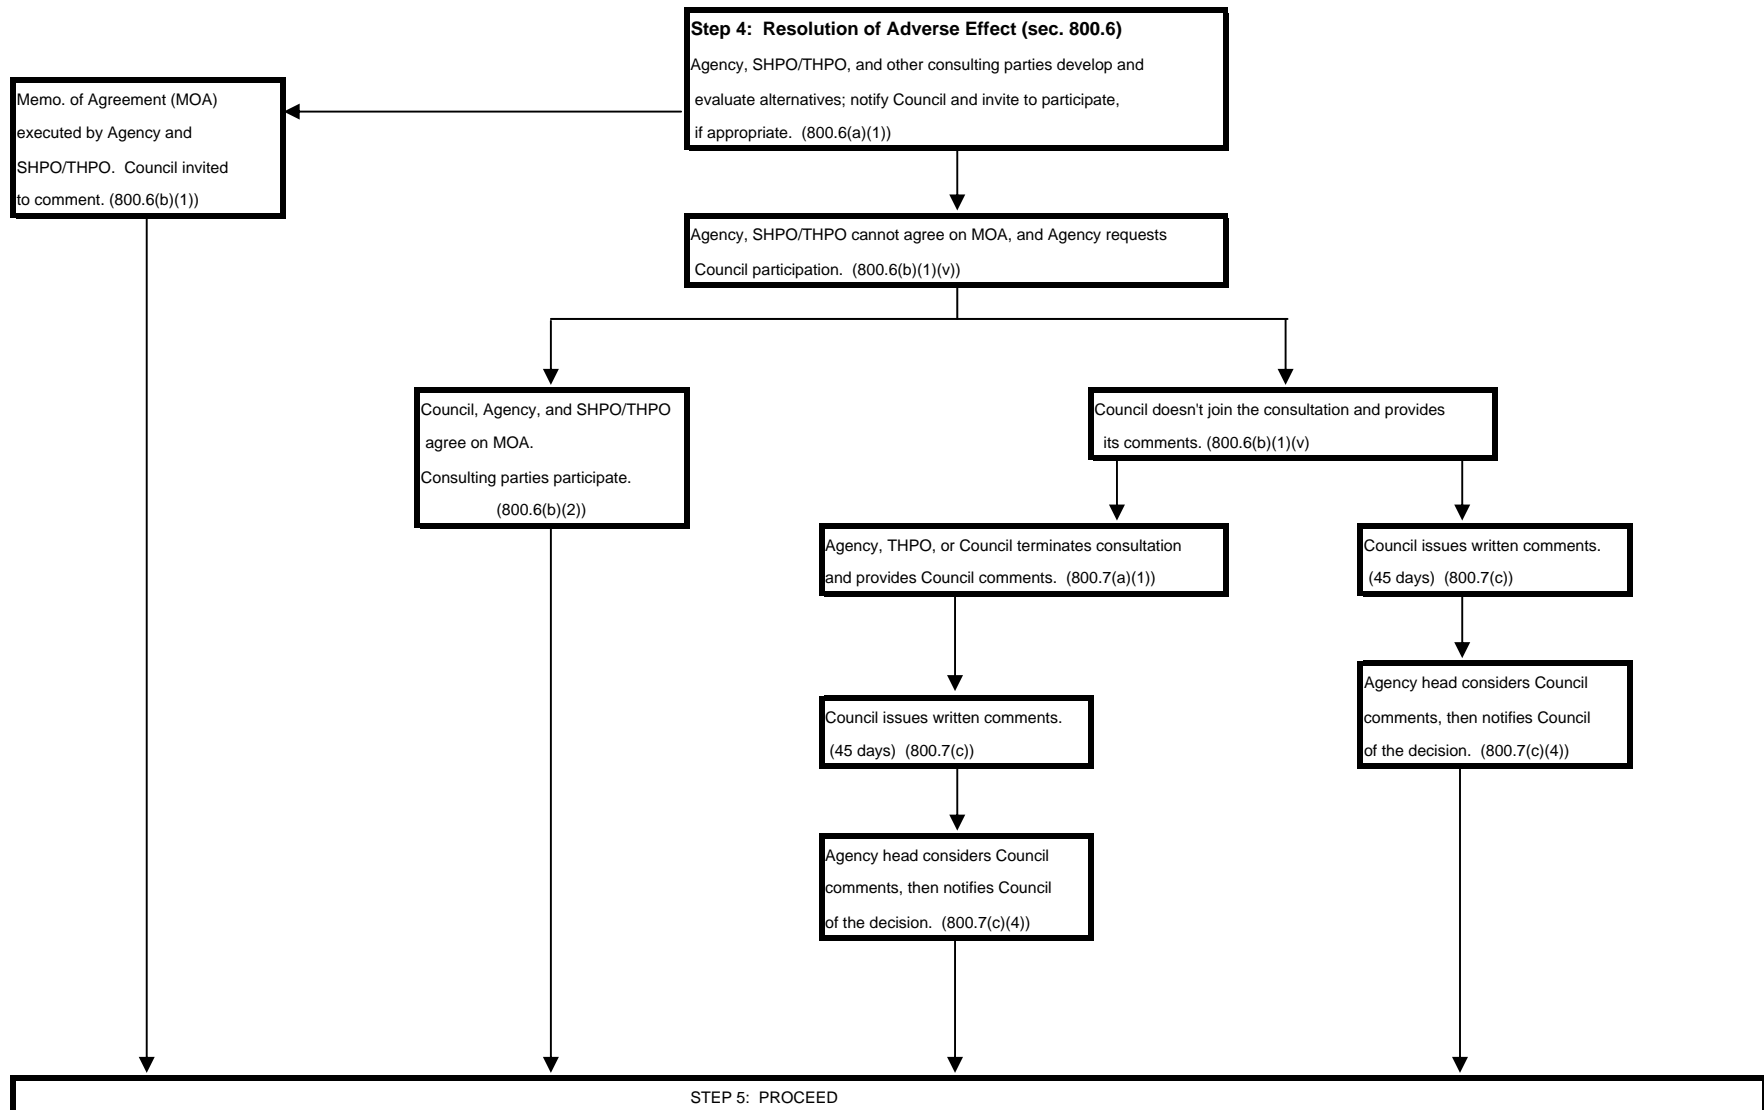 Step 4: Resolution of Adverse Effect (sec. 800.6)
Agency, SHPO/THPO, and other consulting parties develop and
evaluate alternatives; notify Council and invite to participate,
if appropriate. (800.6(a)(1))
Memo. of Agreement (MOA)
executed by Agency and
SHPO/THPO. Council invited
to comment. (800.6(b)(1))
Agency, SHPO/THPO cannot agree on MOA, and Agency requests
Council participation. (800.6(b)(1)(v))
Council, Agency, and SHPO/THPO
agree on MOA.
Consulting parties participate.
(800.6(b)(2))
Council doesn't join the consultation and provides
its comments. (800.6(b)(1)(v)
Agency, THPO, or Council terminates consultation
and provides Council comments. (800.7(a)(1))
Council issues written comments.
(45 days) (800.7(c))
Agency head considers Council
comments, then notifies Council
of the decision. (800.7(c)(4))
Council issues written comments.
(45 days) (800.7(c))
Agency head considers Council
comments, then notifies Council
of the decision. (800.7(c)(4))
STEP 5: PROCEED